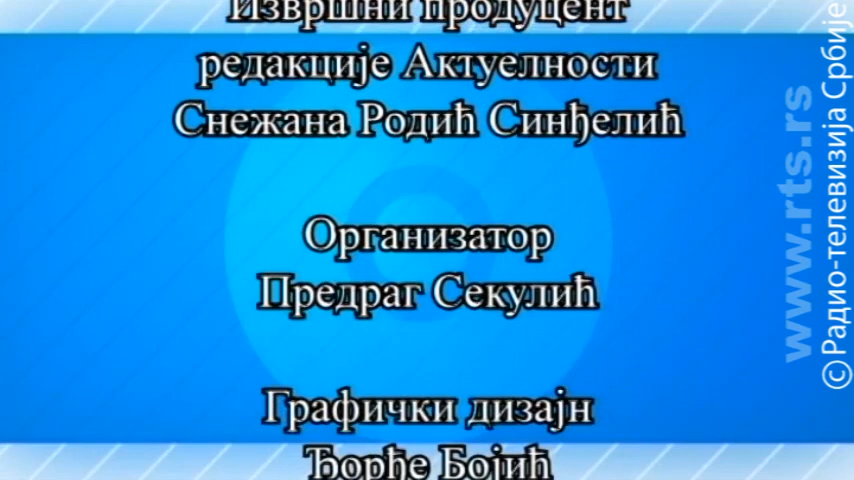 Извршни продуцент
редакције Актуелности
Снежана Родић Синђелић
Организатор
Предраг Секулић
Графички дизајн
Ђорђе Бојић
www.rts.rs
© Радио-телевизија Србије